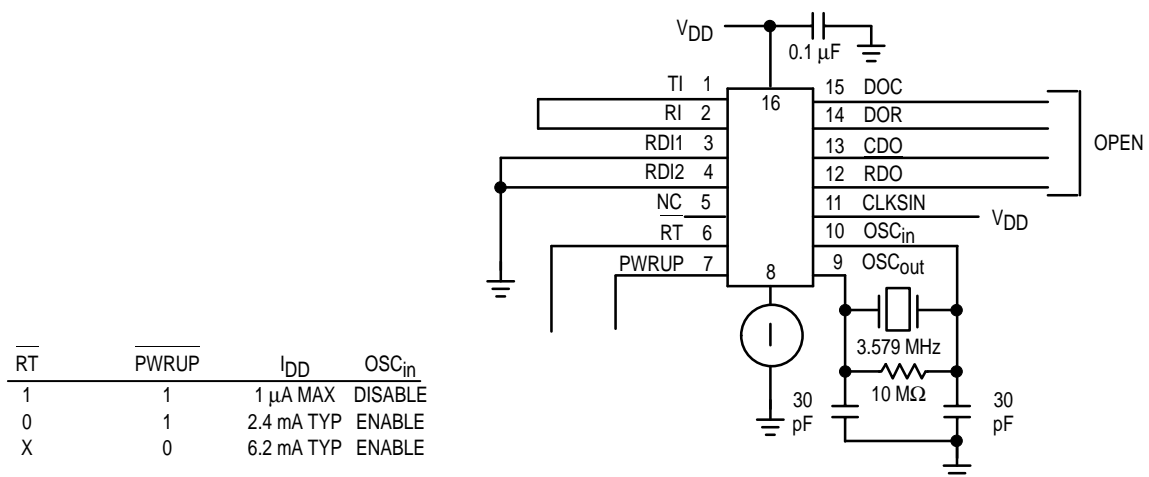 VDD
0.1 μF
TI 1
RI 2
RDI1 3
RDI2 4
NC 5
RT 6
PWRUP 7
16
8
15 DOC
14 DOR
13 CDO
12 RDO
11 CLKSIN
10 OSCin
9 OSCout
OPEN
VDD
I
3.579 MHz
10 MΩ
30 pF
30 pF
RT PWRUP IDD OSCin
1 1 1 μA MAX DISABLE
0 1 2.4 mA TYP ENABLE
X 0 6.2 mA TYP ENABLE